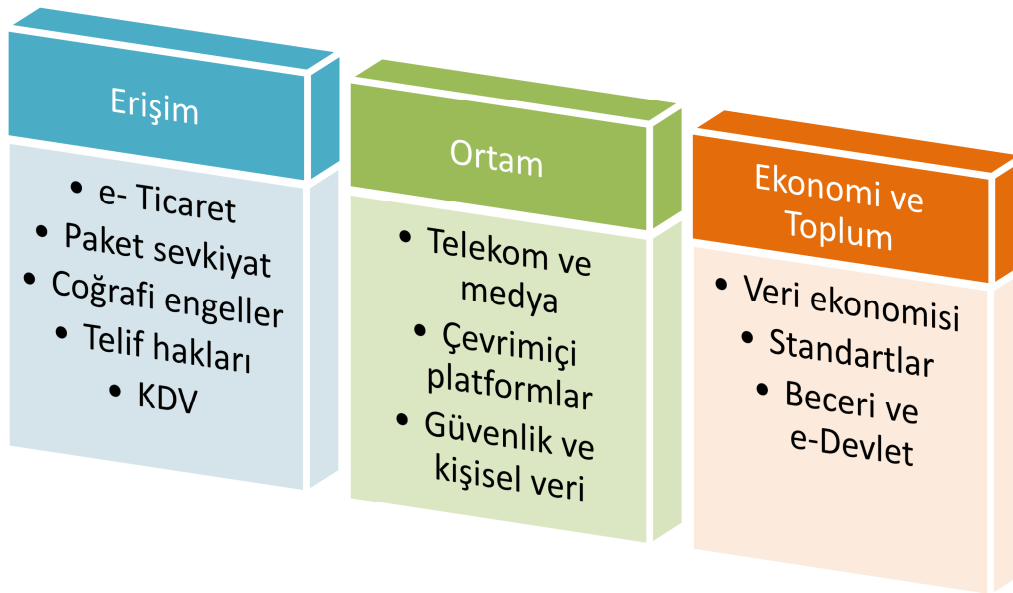 Erişim
• e- Ticaret
• Paket sevkiyat
• Coğrafi engeller
• Telif hakları
• KDV
Ortam
• Telekom ve
medya
• Çevrimiçi
platformlar
• Güvenlik ve
kişisel veri
Ekonomi ve
Toplum
• Veri ekonomisi
• Standartlar
• Beceri ve
e-Devlet